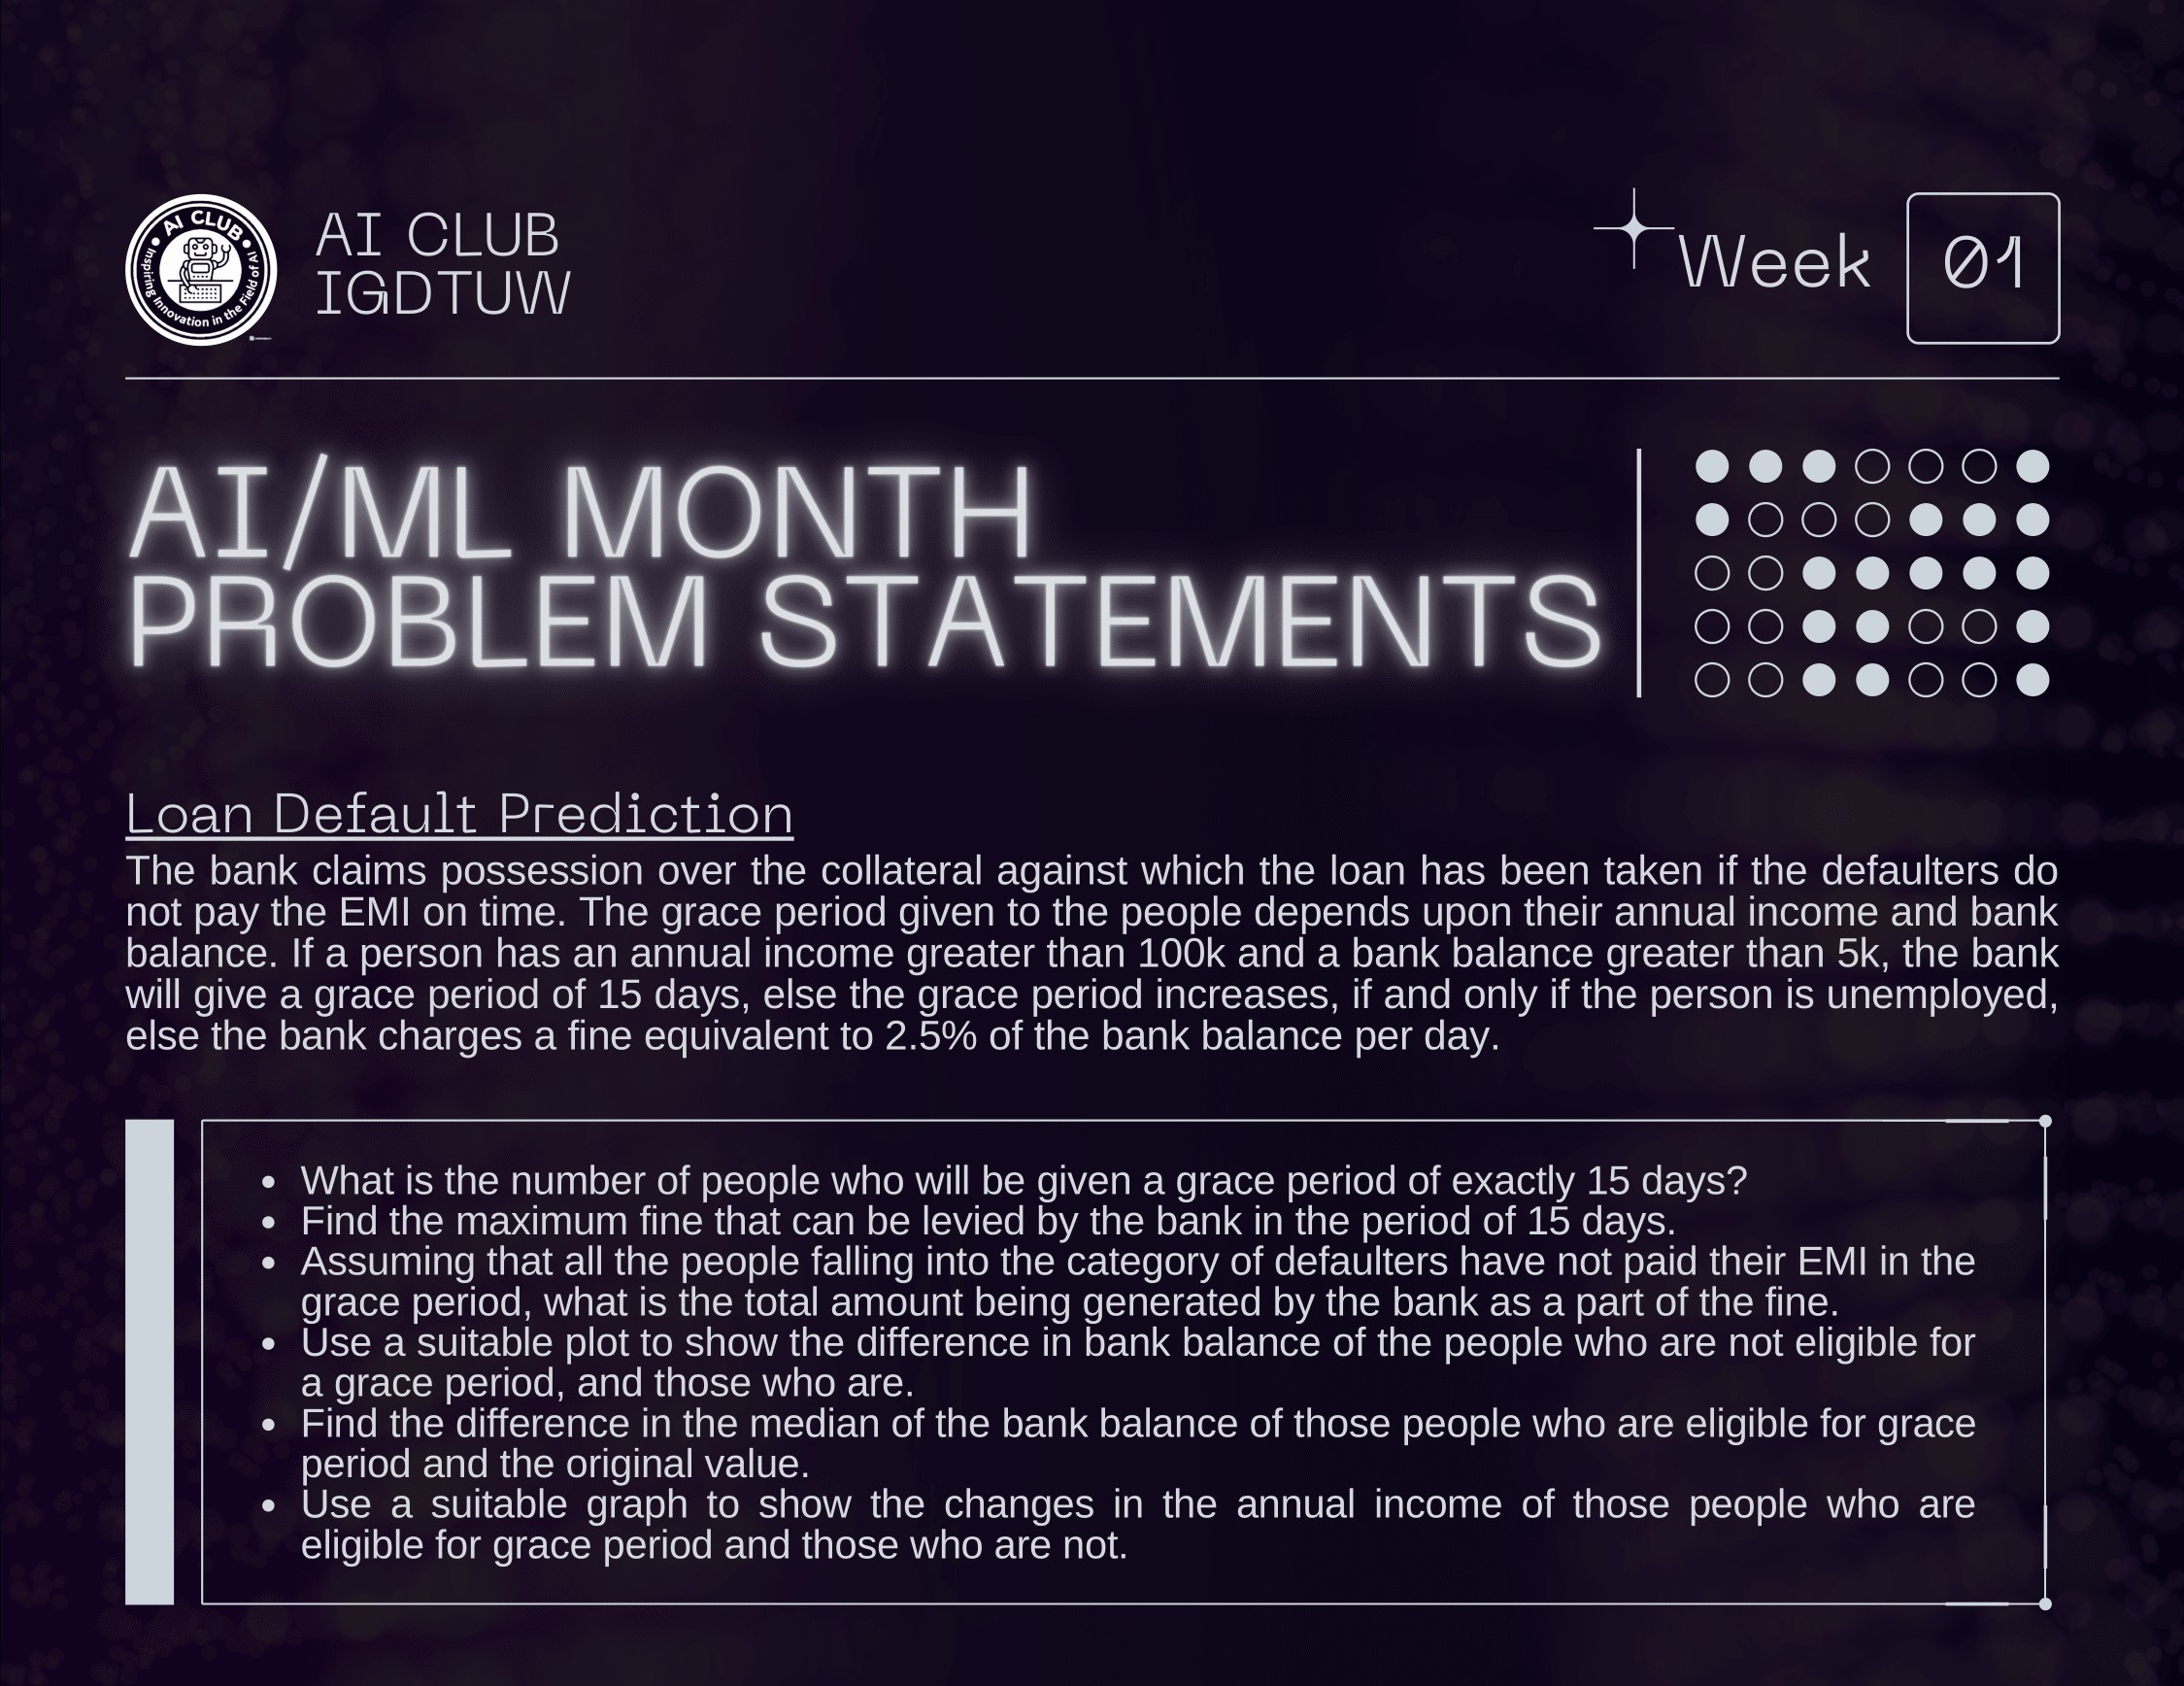 AI CLUB
Inspiring Innovation in the Field of AI
AI CLUB
IGDTUW
Week 01
AI/ML MONTH
PROBLEM STATEMENTS
Loan Default Prediction
The bank claims possession over the collateral against which the loan has been taken if the defaulters do
not pay the EMI on time. The grace period given to the people depends upon their annual income and bank
balance. If a person has an annual income greater than 100k and a bank balance greater than 5k, the bank
will give a grace period of 15 days, else the grace period increases, if and only if the person is unemployed,
else the bank charges a fine equivalent to 2.5% of the bank balance per day.
• What is the number of people who will be given a grace period of exactly 15 days?
• Find the maximum fine that can be levied by the bank in the period of 15 days.
• Assuming that all the people falling into the category of defaulters have not paid their EMI in the
grace period, what is the total amount being generated by the bank as a part of the fine.
• Use a suitable plot to show the difference in bank balance of the people who are not eligible for
a grace period, and those who are.
• Find the difference in the median of the bank balance of those people who are eligible for grace
period and the original value.
• Use a suitable graph to show the changes in the annual income of those people who are
eligible for grace period and those who are not.